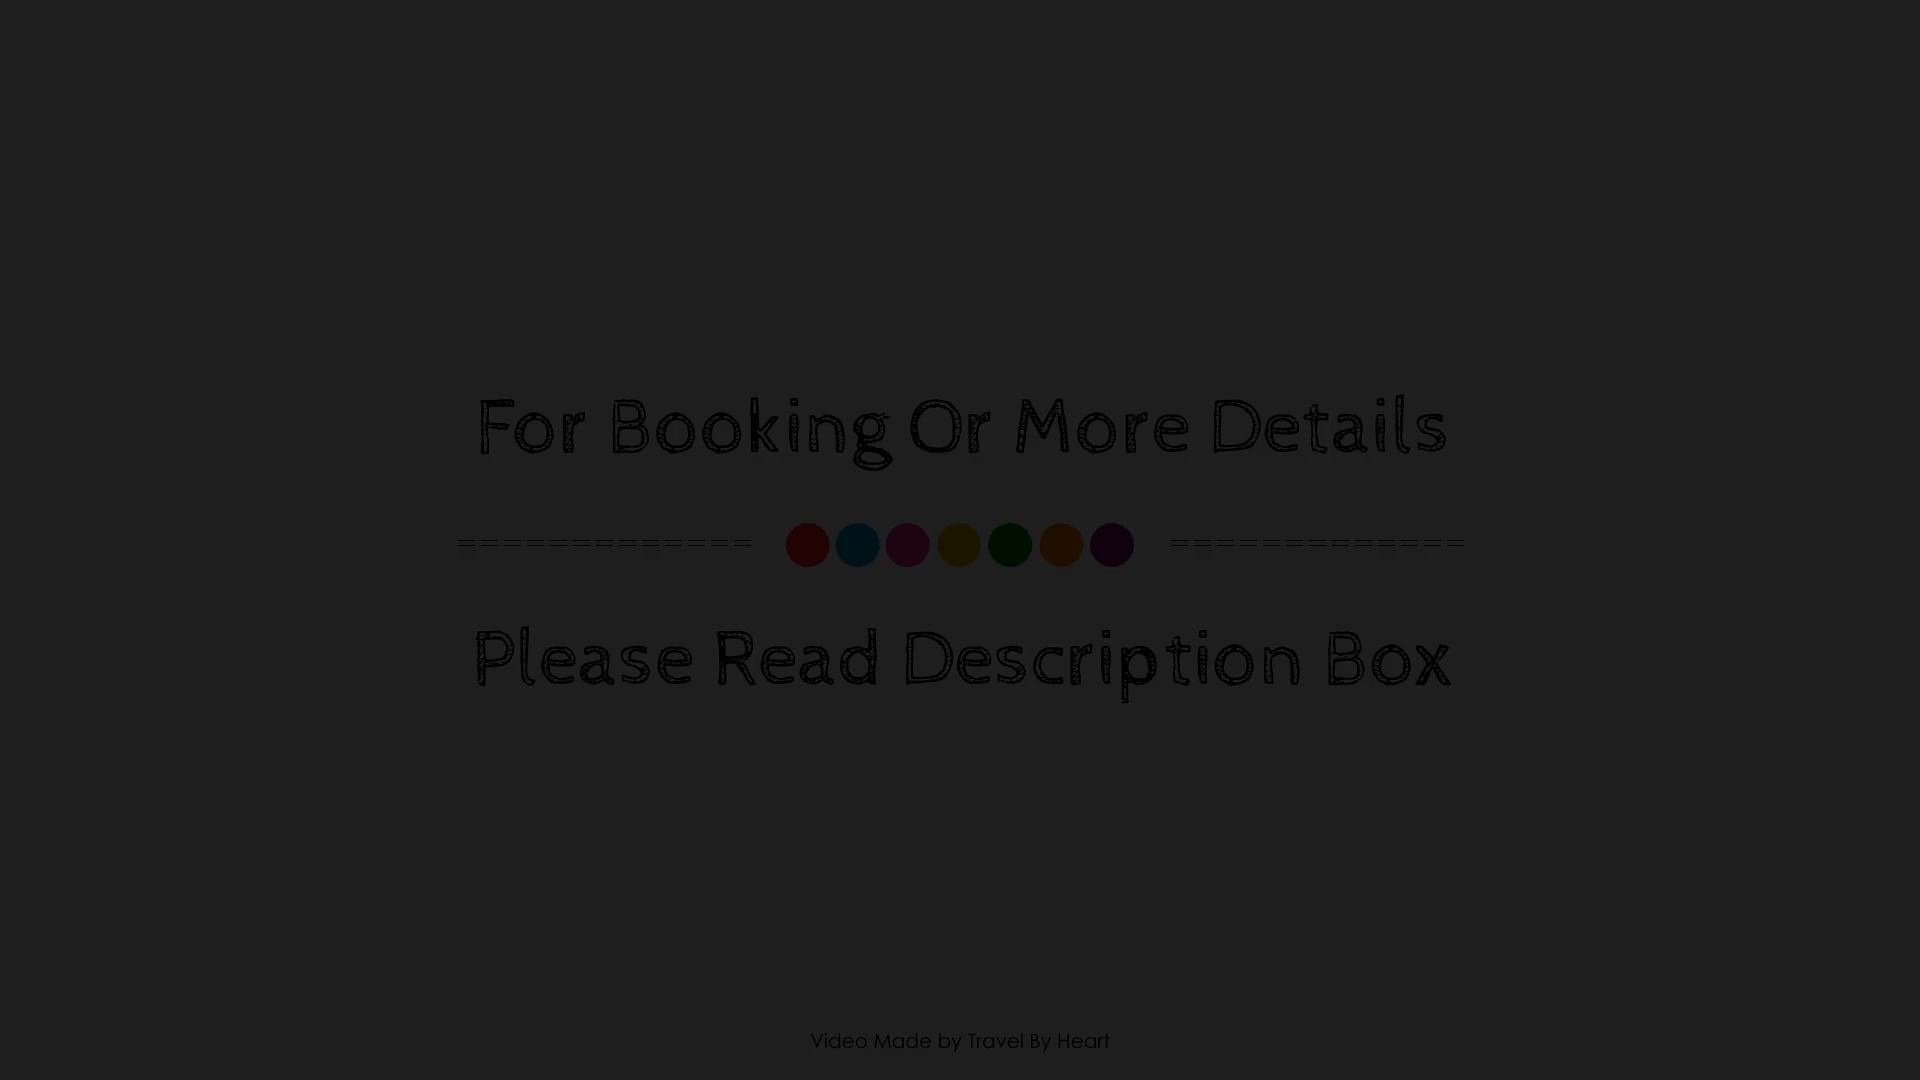 For Booking Or More Details
============= =============
Please Read Description Box
Video Made by Travel By Heart